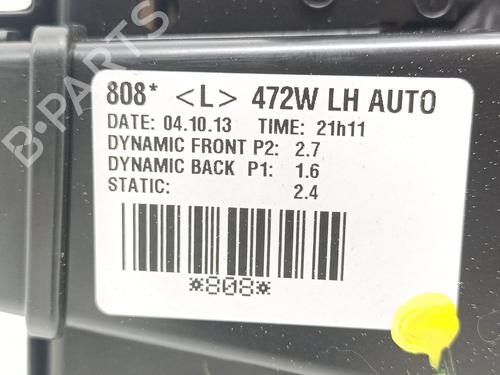 B-PARTS
808* <L> 472W LH AUTO
DATE: 04.10.13 TIME: 21h11
DYNAMIC FRONT P2: 2.7
DYNAMIC BACK P1: 1.6
STATIC: 2.4
*808*